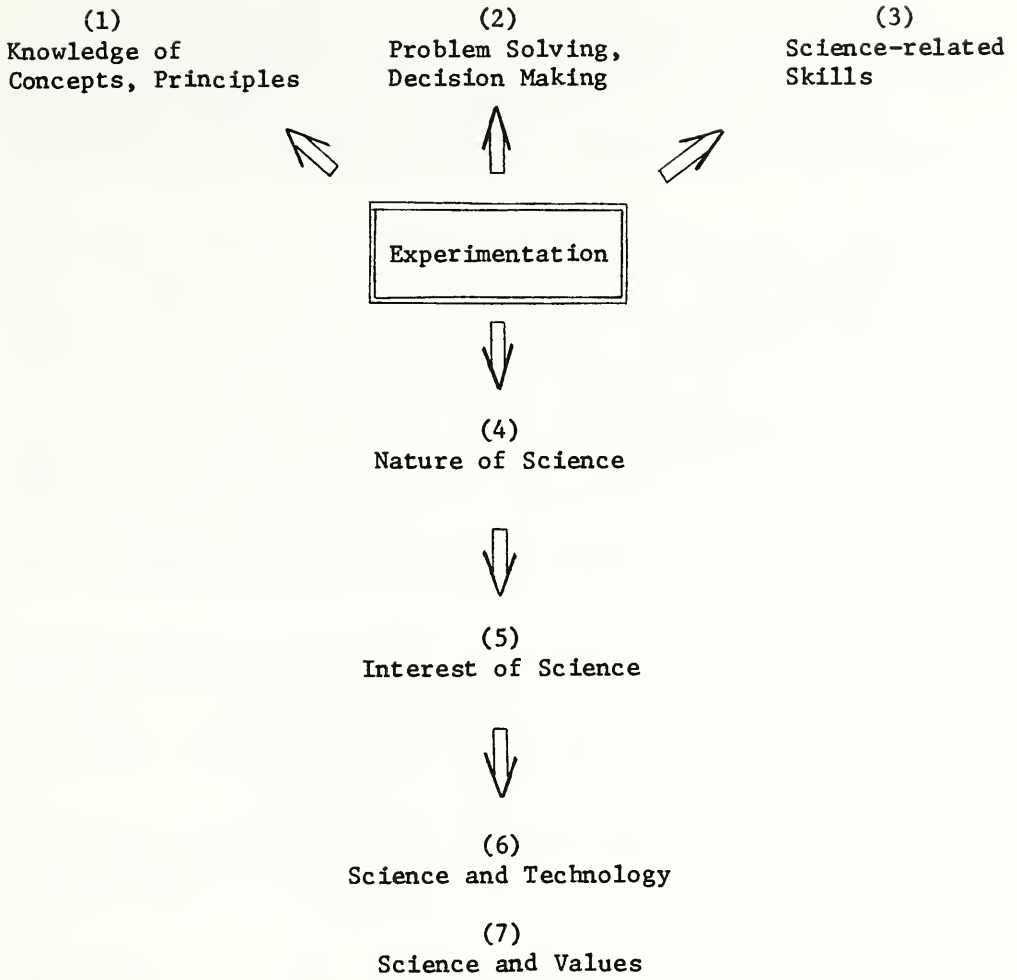 (1)
Knowledge of
Concepts, Principles
(2)
Problem Solving,
Decision Making
(3)
Science-related
Skills
Experimentation
(4)
Nature of Science
(5)
Interest of Science
(6)
Science and Technology
(7)
Science and Values